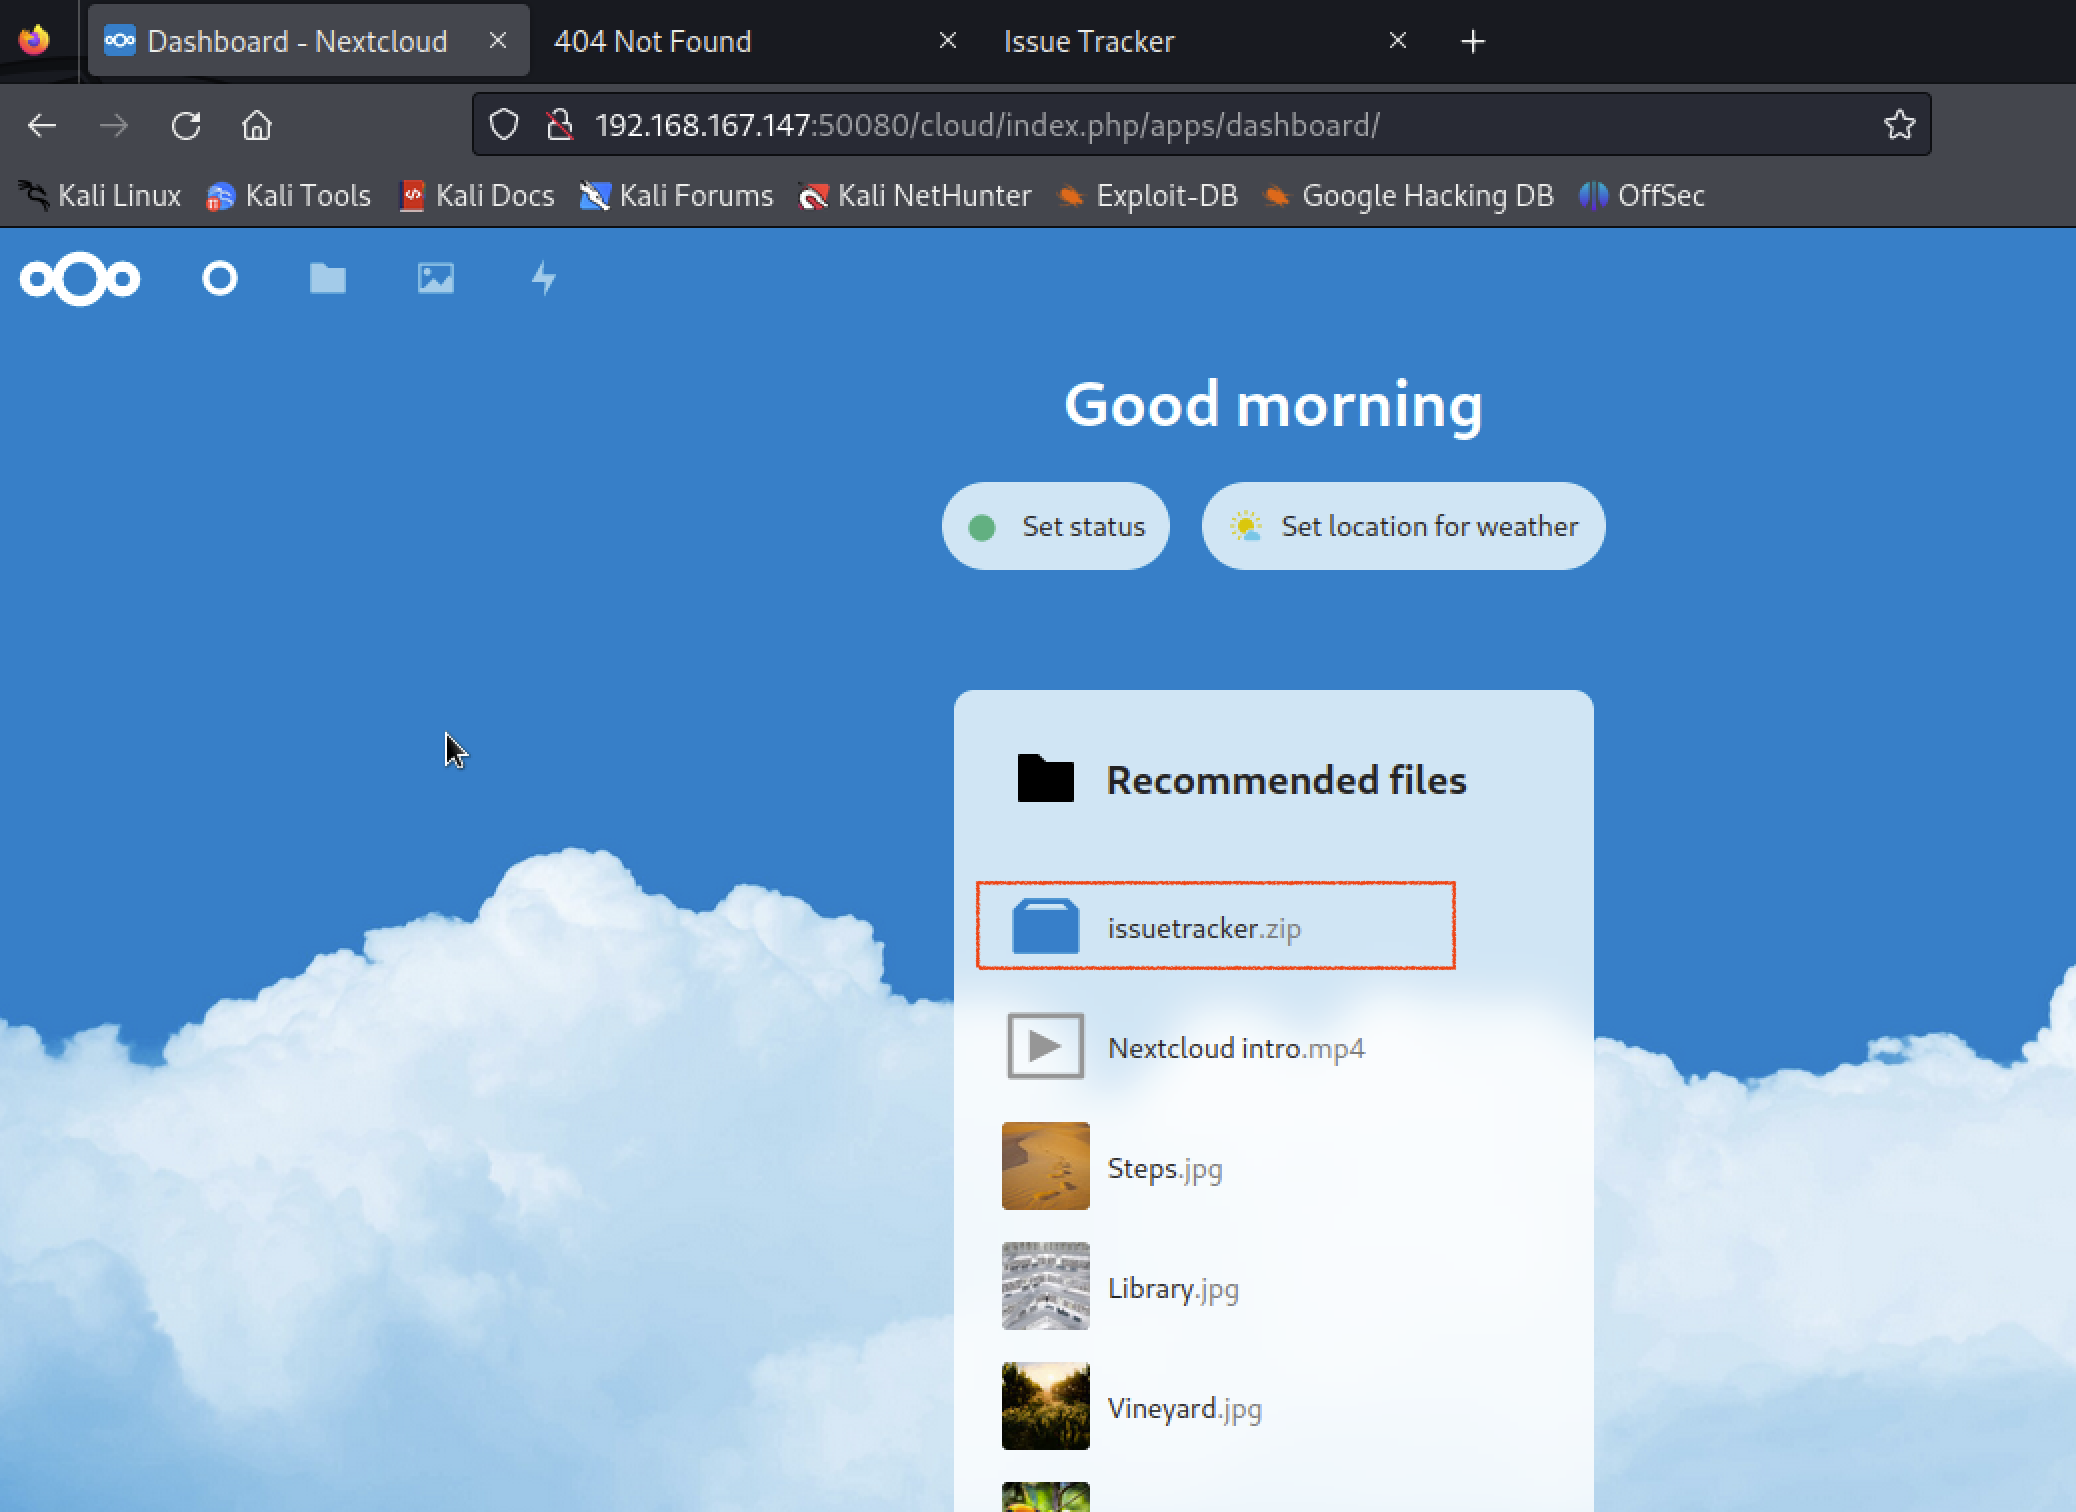 Dashboard - Nextcloud
404 Not Found
Issue Tracker
192.168.167.147:50080/cloud/index.php/apps/dashboard/
Kali Linux
Kali Tools
Kali Docs
Kali Forums
Kali NetHunter
Exploit-DB
Google Hacking DB
OffSec
Good morning
Set status
Set location for weather
Recommended files
issuetracker.zip
Nextcloud intro.mp4
Steps.jpg
Library.jpg
Vineyard.jpg